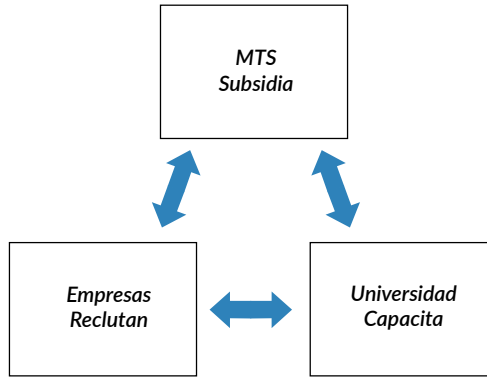 MTS
Subsidia
Empresas
Reclutan
Universidad
Capacita